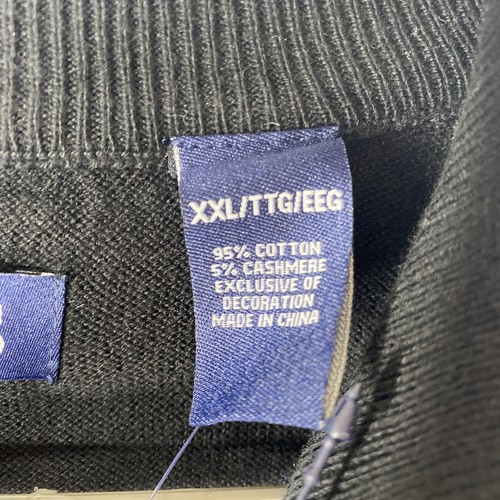 XXL/TTG/EEG
95% COTTON
5% CASHMERE
EXCLUSIVE OF
DECORATION
MADE IN CHINA